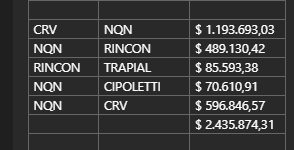 CRV NQN $ 1.193.693,03
NQN RINCON $ 489.130,42
RINCON TRAPIAL $ 85.593,38
NQN CIPOLETTI $ 70.610,91
NQN CRV $ 596.846,57
$ 2.435.874,31